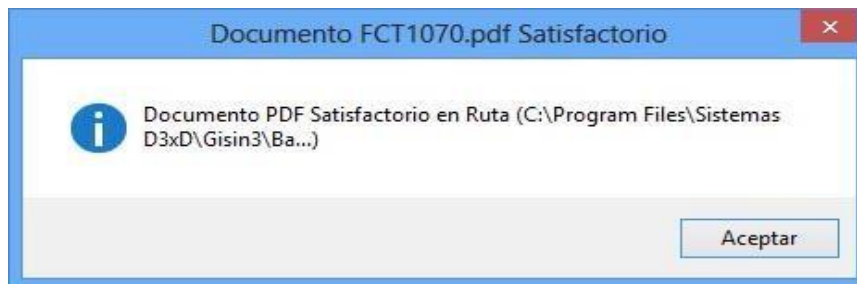 Documento FCT1070.pdf Satisfactorio
Documento PDF Satisfactorio en Ruta (C:\Program Files\Sistemas
D3xD\Gisin3\Ba...)
Aceptar